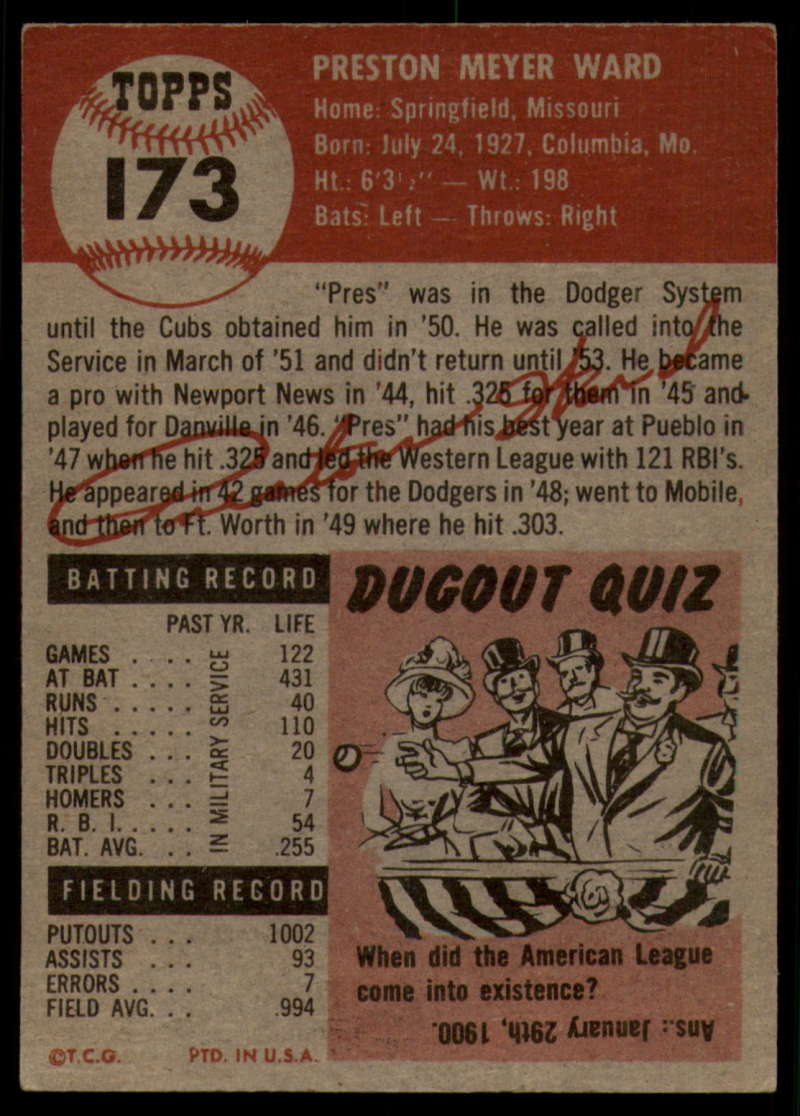 TOPPS
173
PRESTON MEYER WARD
Home: Springfield, Missouri
Born: July 24, 1927, Columbia, Mo.
Ht.: 6'3½" — Wt.: 198
Bats: Left — Throws: Right
"Pres" was in the Dodger System
until the Cubs obtained him in '50. He was called into the
Service in March of '51 and didn't return until '53. He became
a pro with Newport News in '44, hit .325 for them in '45 and
played for Danville in '46. "Pres" had his best year at Pueblo in
'47 when he hit .325 and led the Western League with 121 RBI's.
He appeared in 42 games for the Dodgers in '48; went to Mobile,
and then to Ft. Worth in '49 where he hit .303.
BATTING RECORD
PAST YR. LIFE
GAMES . . . . 122
AT BAT . . . . 431
RUNS . . . . . 40
HITS . . . . . 110
DOUBLES . . . 20
TRIPLES . . . 4
HOMERS . . . 7
R. B. I. . . . . 54
BAT. AVG. . . .255
IN MILITARY SERVICE
FIELDING RECORD
PUTOUTS . . . 1002
ASSISTS . . . 93
ERRORS . . . . 7
FIELD AVG. . . .994
©T.C.G. PTD. IN U.S.A.
DUGOUT QUIZ
When did the American League
come into existence?
Ans.: January 29th, 1900.